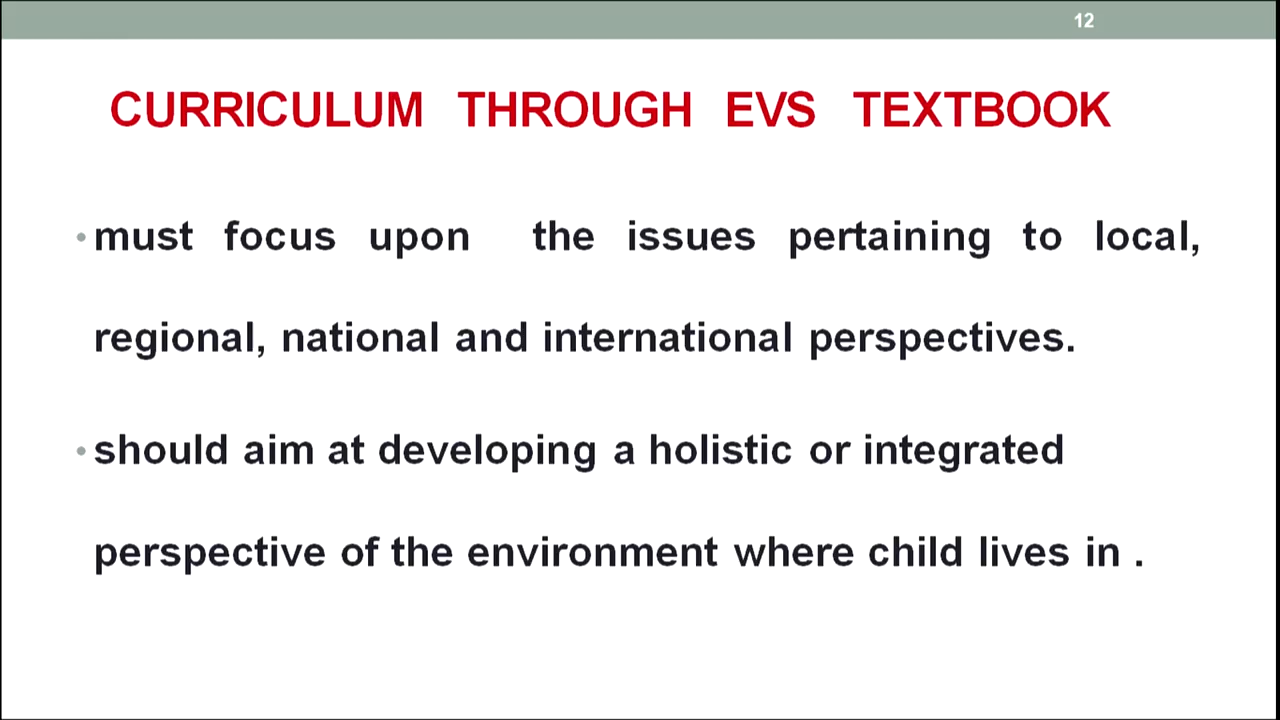 12
CURRICULUM THROUGH EVS TEXTBOOK
• must focus upon the issues pertaining to local,
regional, national and international perspectives.
• should aim at developing a holistic or integrated
perspective of the environment where child lives in .